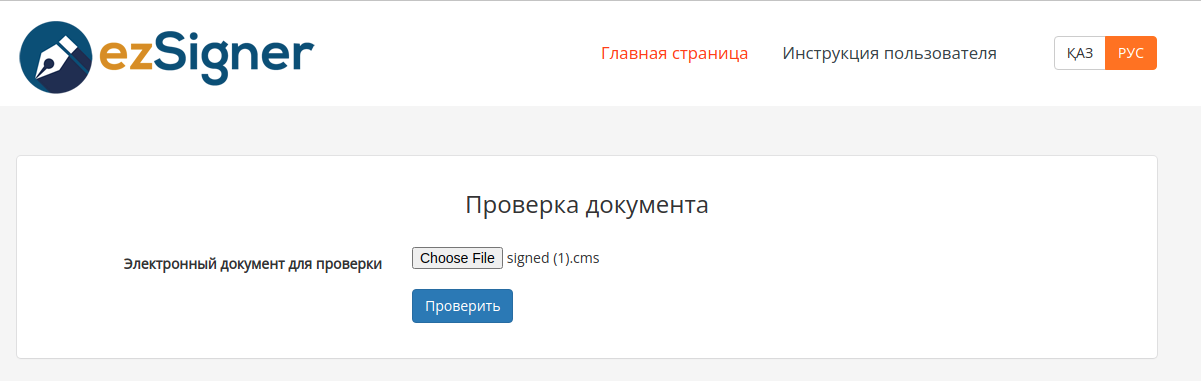 ezSigner
Главная страница
Инструкция пользователя
ҚАЗ
РУС
Проверка документа
Электронный документ для проверки
Choose File signed (1).cms
Проверить